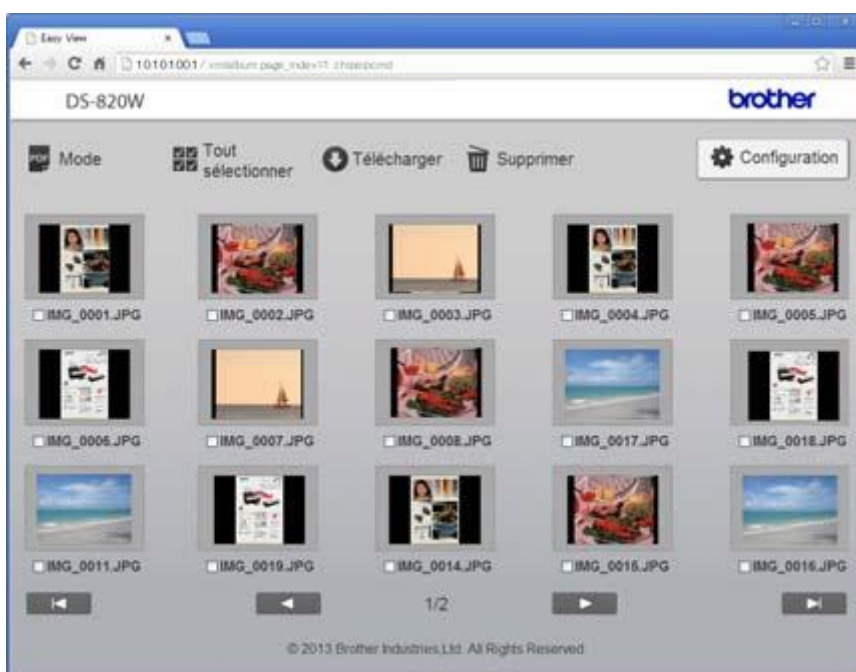 Easy View
10101001/
DS-820W
brother
PDF
Mode
Tout
sélectionner
Télécharger
Supprimer
Configuration
IMG_0001.JPG
IMG_0002.JPG
IMG_0003.JPG
IMG_0004.JPG
IMG_0005.JPG
IMG_0006.JPG
IMG_0007.JPG
IMG_0008.JPG
IMG_0017.JPG
IMG_0018.JPG
IMG_0011.JPG
IMG_0019.JPG
IMG_0014.JPG
IMG_0015.JPG
IMG_0016.JPG
1/2
© 2013 Brother Industries,Ltd. All Rights Reserved.